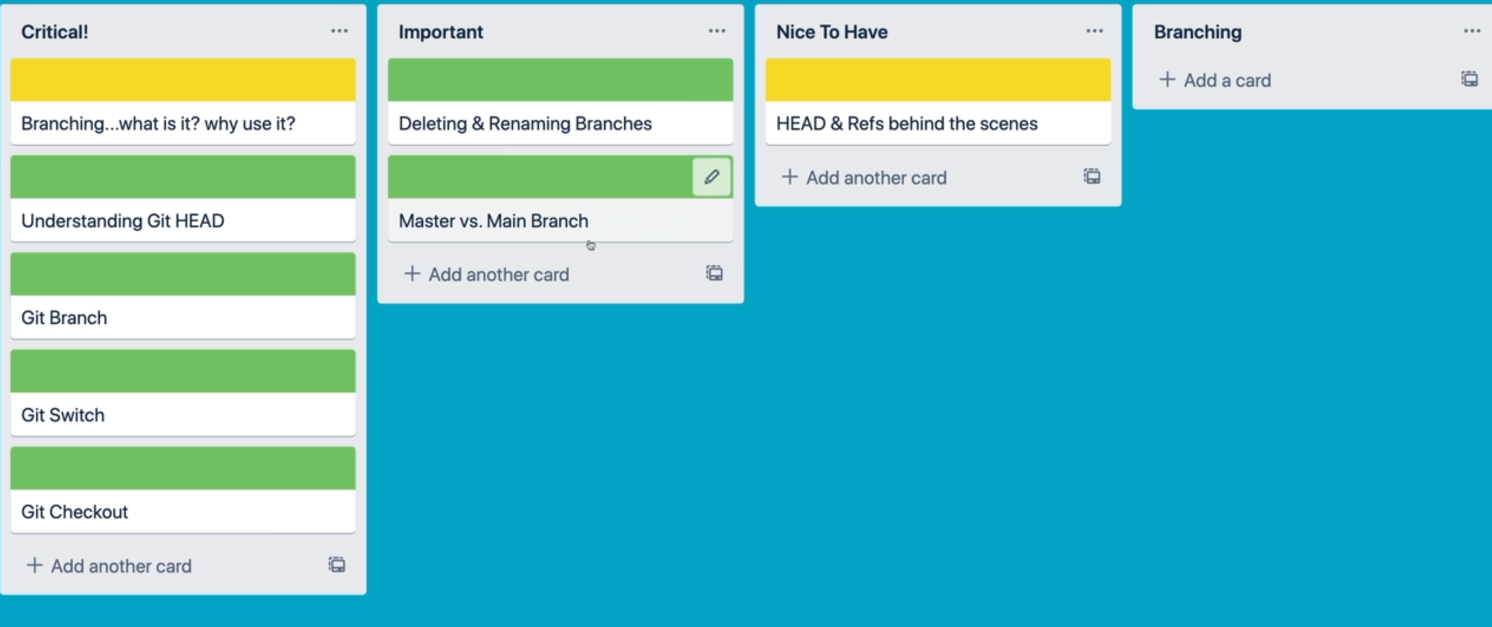 Critical!
Branching...what is it? why use it?
Understanding Git HEAD
Git Branch
Git Switch
Git Checkout
+ Add another card
Important
Deleting & Renaming Branches
Master vs. Main Branch
+ Add another card
Nice To Have
HEAD & Refs behind the scenes
+ Add another card
Branching
+ Add a card